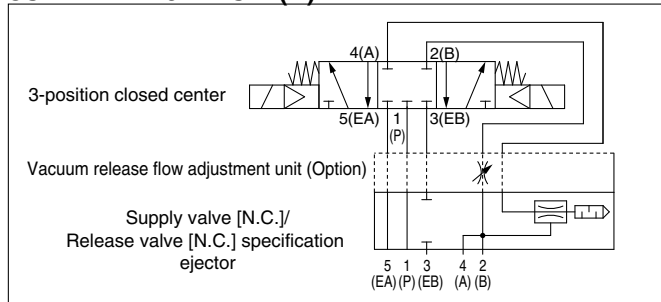 4(A) 2(B)
3-position closed center
5(EA) 1 3(EB)
(P)
Vacuum release flow adjustment unit (Option)
Supply valve [N.C.]/
Release valve [N.C.] specification
ejector
5 1 3 4 2
(EA) (P) (EB) (A) (B)